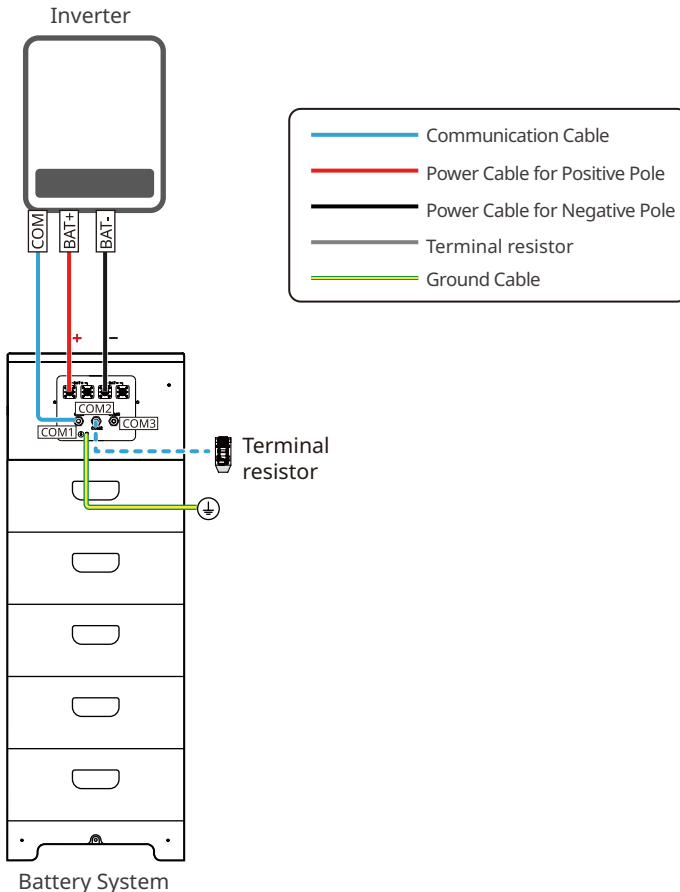 Inverter
Communication Cable
Power Cable for Positive Pole
Power Cable for Negative Pole
Terminal resistor
Ground Cable
COM
BAT+
BAT-
+
−
COM2
COM1
COM3
Terminal
resistor
Battery System